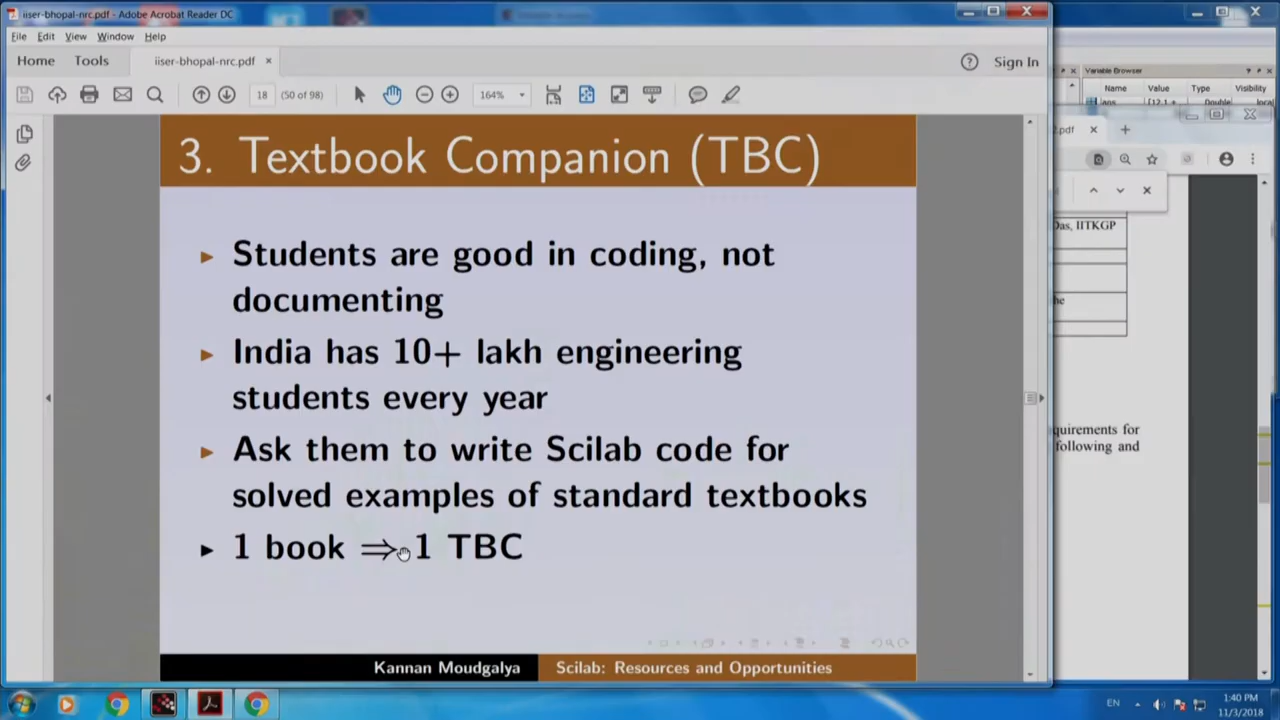 iiser-bhopal-nrc.pdf - Adobe Acrobat Reader DC
File Edit View Window Help
Home Tools iiser-bhopal-nrc.pdf × Sign In
18 (50 of 98) 164%
3. Textbook Companion (TBC)
Students are good in coding, not
documenting
India has 10+ lakh engineering
students every year
Ask them to write Scilab code for
solved examples of standard textbooks
1 book ⇒ 1 TBC
Kannan Moudgalya Scilab: Resources and Opportunities
Variable Browser
Name Value Type Visibility
ans Double
.pdf
Das, IITKGP
he
quirements for
following and
EN
1:40 PM
11/3/2018